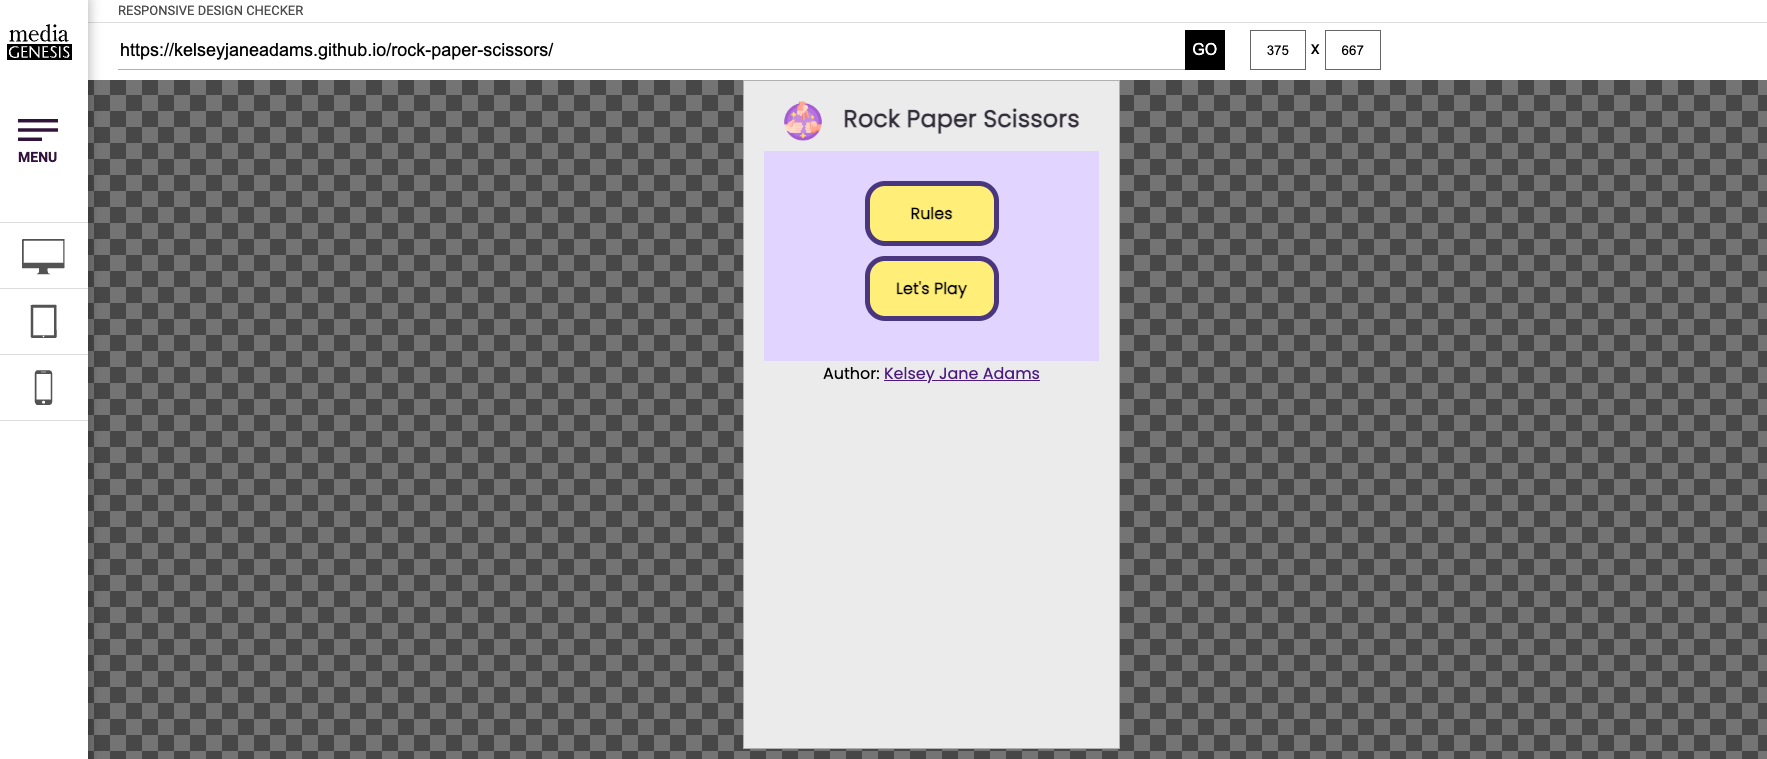 RESPONSIVE DESIGN CHECKER
media
GENESIS
https://kelseyjaneadams.github.io/rock-paper-scissors/
GO
375 X 667
MENU
Rock Paper Scissors
Rules
Let's Play
Author: Kelsey Jane Adams